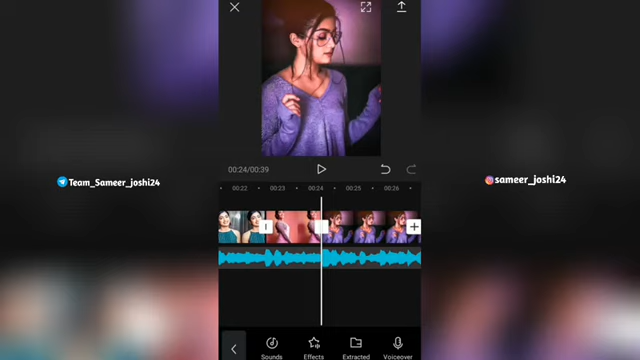 00:24/00:39
00:22
00:23
00:24
00:25
00:26
Team_Sameer_joshi24
sameer_joshi24
Sounds
Effects
Extracted
Voiceover